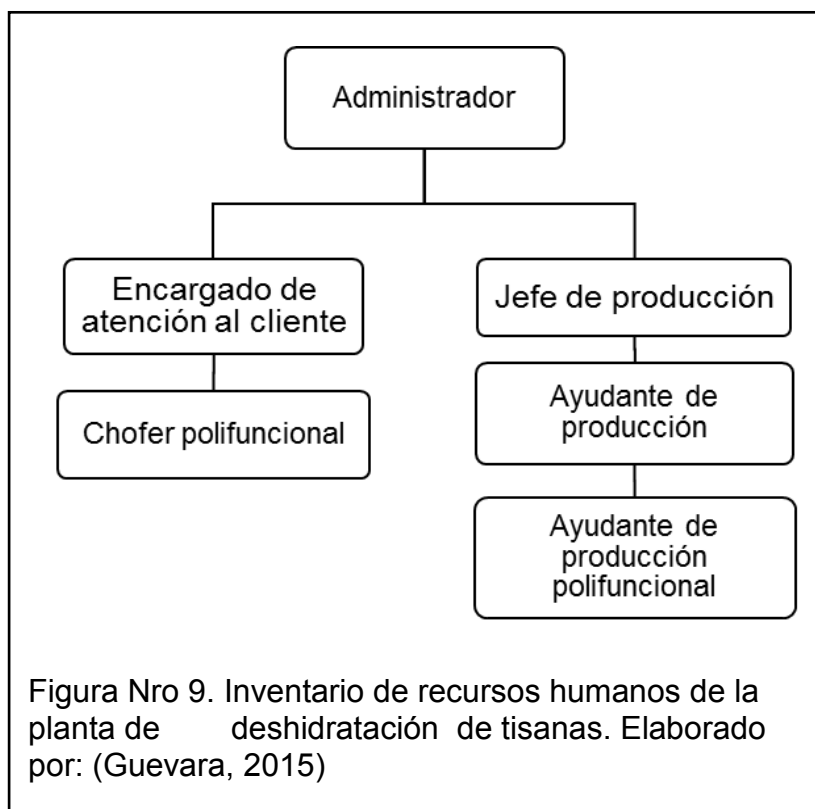 Administrador
Encargado de
atención al cliente
Jefe de producción
Chofer polifuncional
Ayudante de
producción
Ayudante de
producción
polifuncional
Figura Nro 9. Inventario de recursos humanos de la
planta de deshidratación de tisanas. Elaborado
por: (Guevara, 2015)